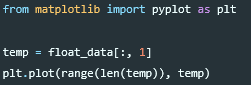 from matplotlib import pyplot as plt
temp = float_data[:, 1]
plt.plot(range(len(temp)), temp)